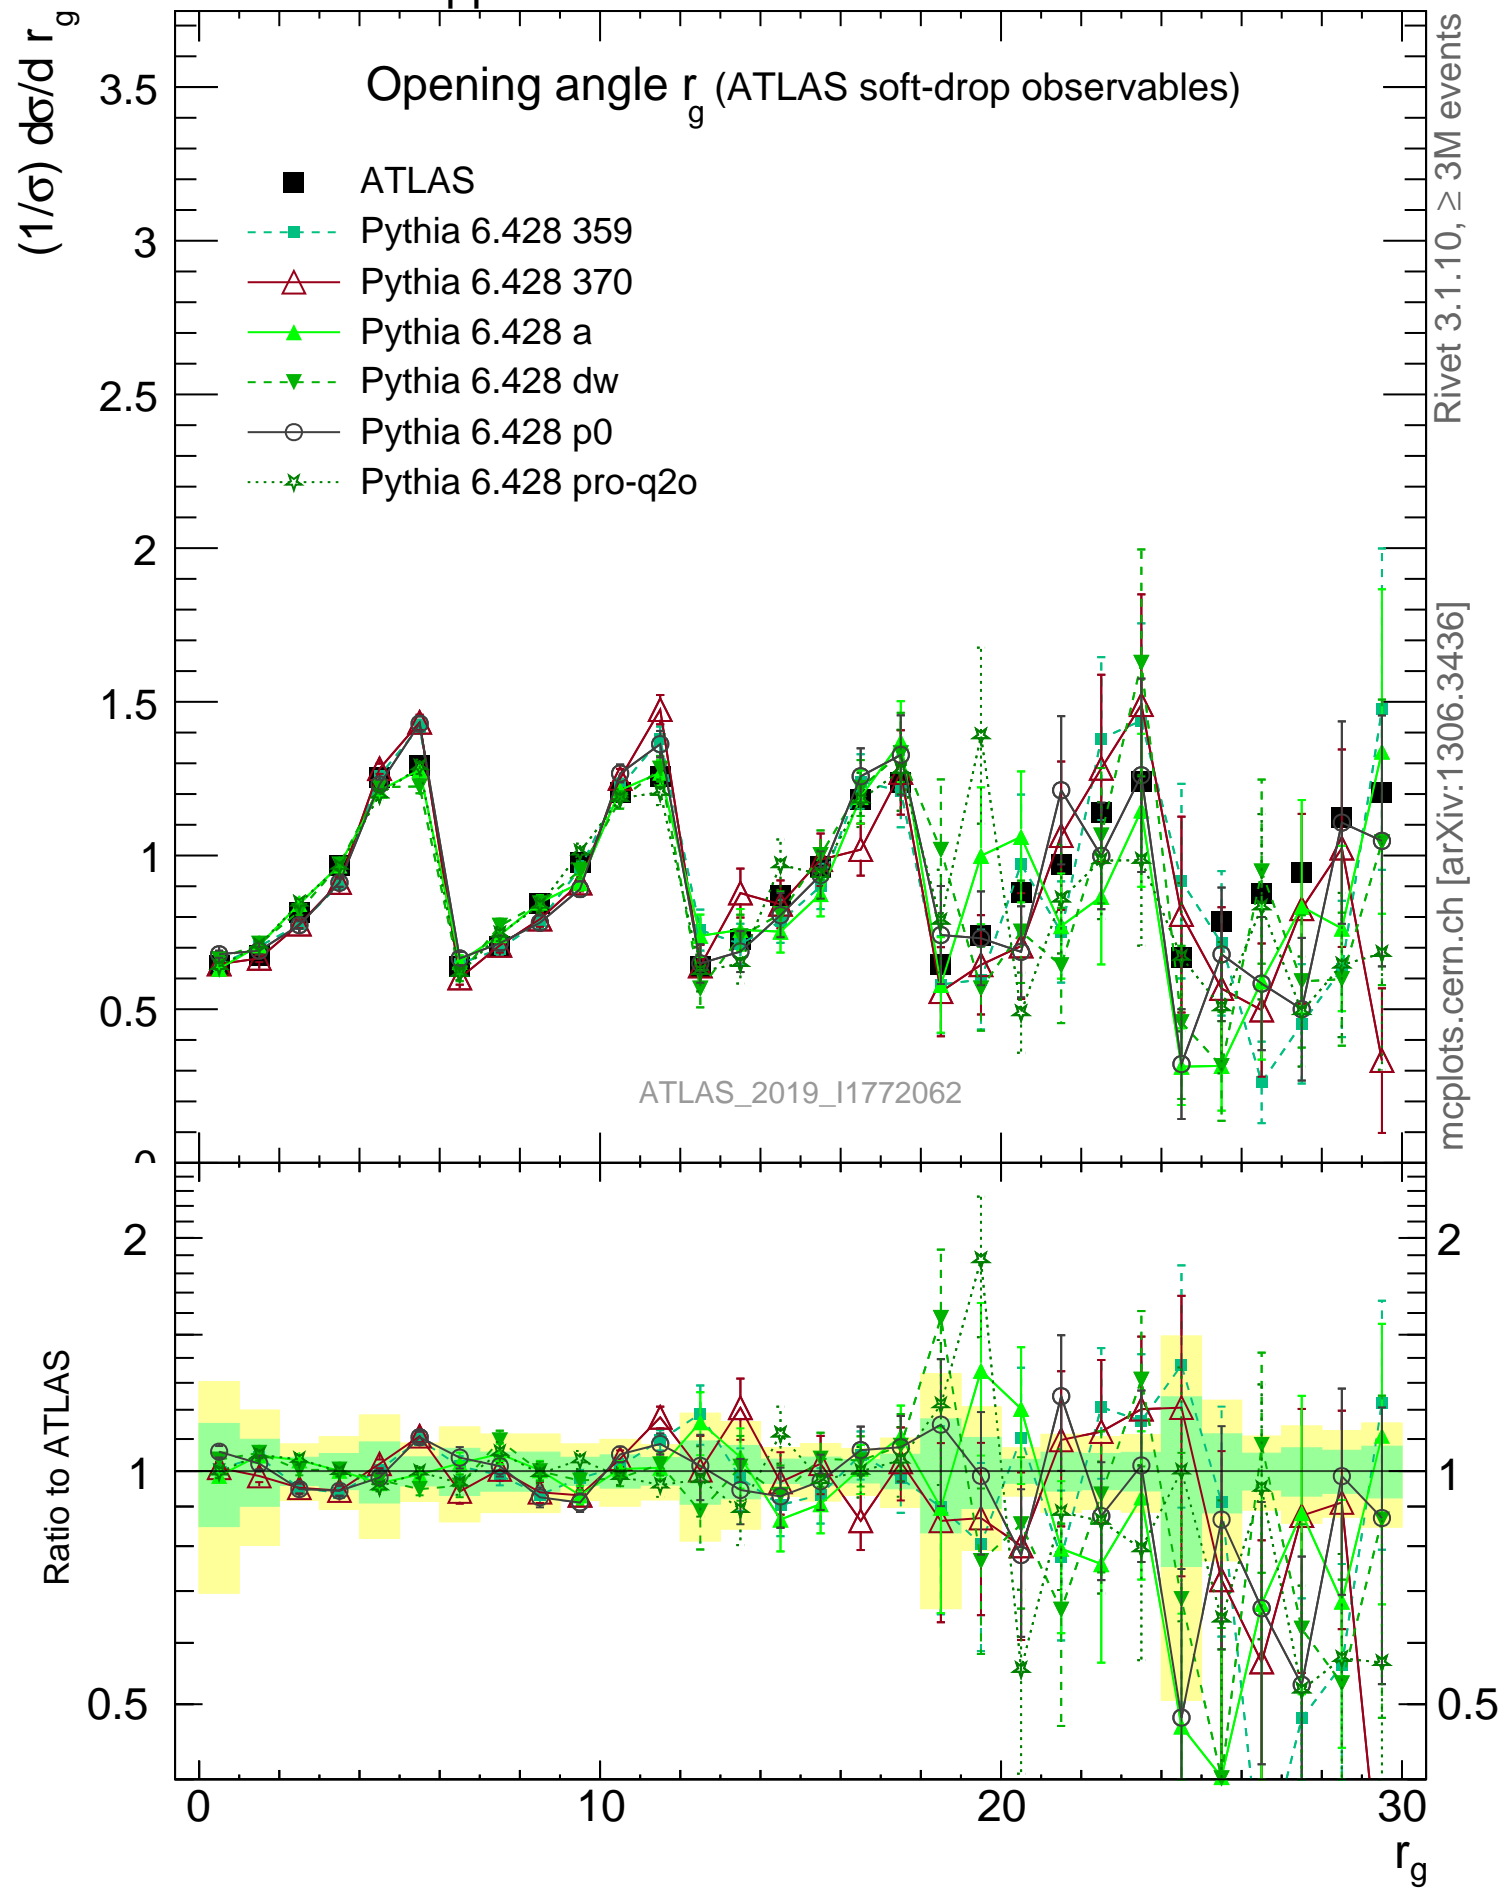 (1/σ) dσ/d r_g
Opening angle r_g (ATLAS soft-drop observables)
ATLAS
Pythia 6.428 359
Pythia 6.428 370
Pythia 6.428 a
Pythia 6.428 dw
Pythia 6.428 p0
Pythia 6.428 pro-q2o
3.5
3
2.5
2
1.5
1
0.5
ATLAS_2019_I1772062
Rivet 3.1.10, ≥ 3M events
mcplots.cern.ch [arXiv:1306.3436]
Ratio to ATLAS
2
1
0.5
2
1
0.5
0
10
20
30
r_g